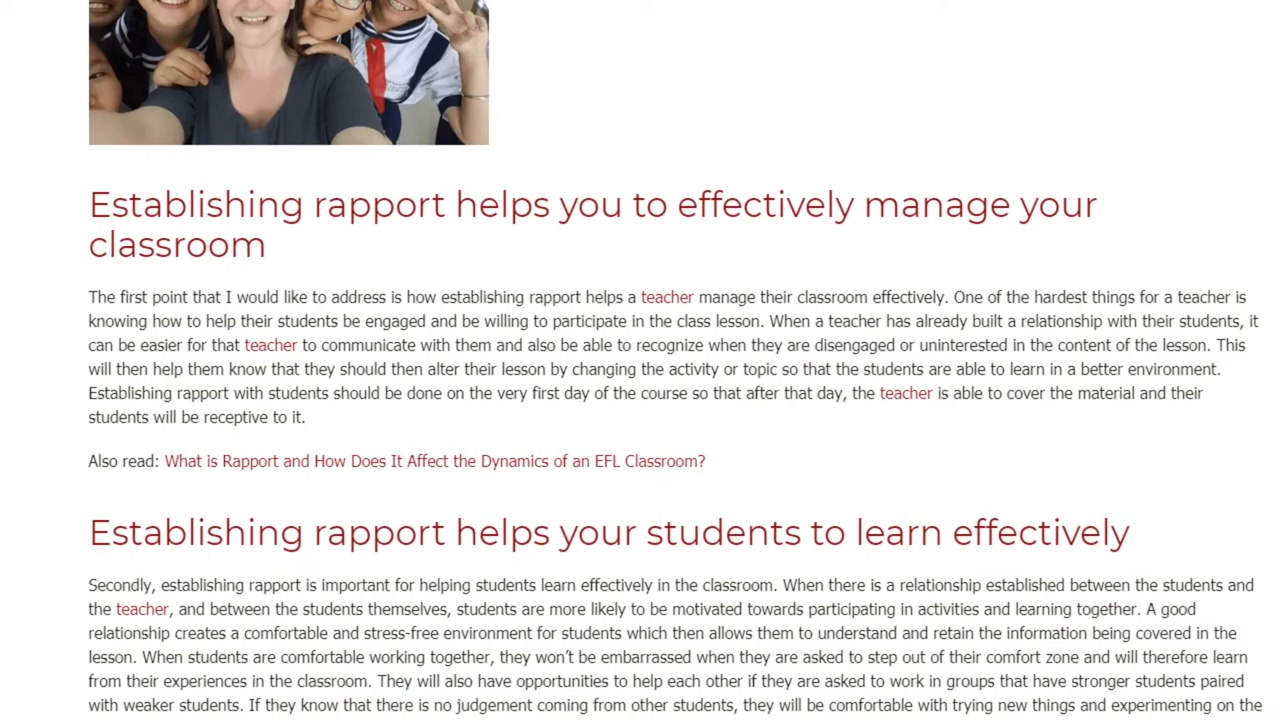 Establishing rapport helps you to effectively manage your
classroom
The first point that I would like to address is how establishing rapport helps a teacher manage their classroom effectively. One of the hardest things for a teacher is
knowing how to help their students be engaged and be willing to participate in the class lesson. When a teacher has already built a relationship with their students, it
can be easier for that teacher to communicate with them and also be able to recognize when they are disengaged or uninterested in the content of the lesson. This
will then help them know that they should then alter their lesson by changing the activity or topic so that the students are able to learn in a better environment.
Establishing rapport with students should be done on the very first day of the course so that after that day, the teacher is able to cover the material and their
students will be receptive to it.
Also read: What is Rapport and How Does It Affect the Dynamics of an EFL Classroom?
Establishing rapport helps your students to learn effectively
Secondly, establishing rapport is important for helping students learn effectively in the classroom. When there is a relationship established between the students and
the teacher, and between the students themselves, students are more likely to be motivated towards participating in activities and learning together. A good
relationship creates a comfortable and stress-free environment for students which then allows them to understand and retain the information being covered in the
lesson. When students are comfortable working together, they won't be embarrassed when they are asked to step out of their comfort zone and will therefore learn
from their experiences in the classroom. They will also have opportunities to help each other if they are asked to work in groups that have stronger students paired
with weaker students. If they know that there is no judgement coming from other students, they will be comfortable with trying new things and experimenting on the